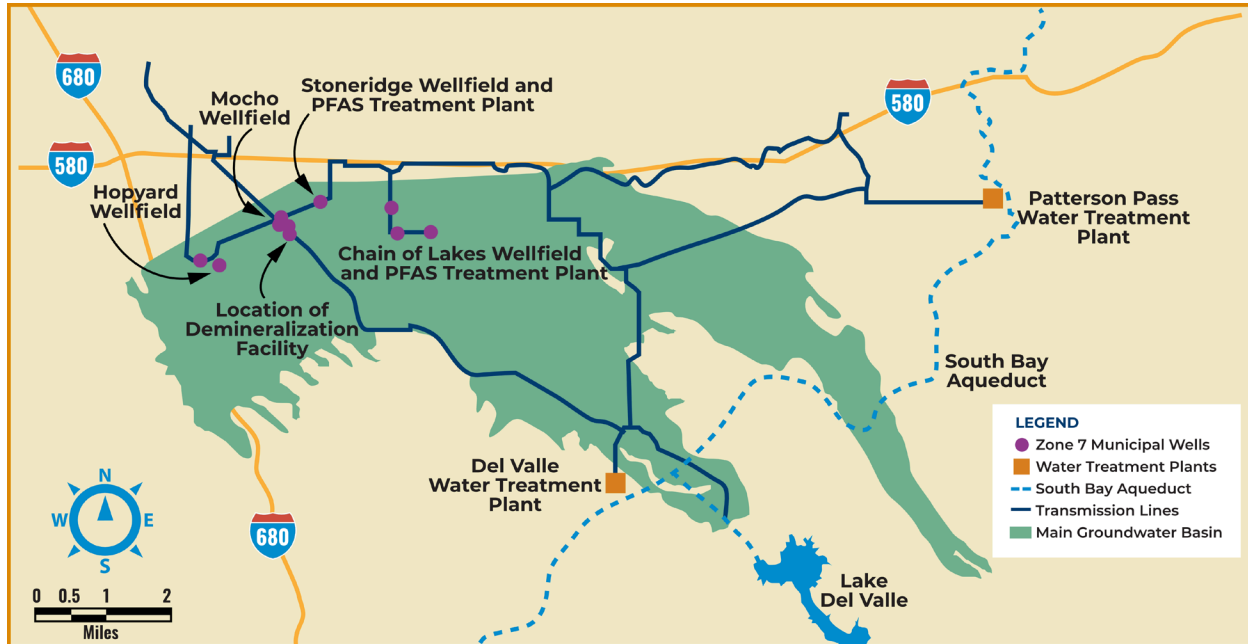 680
580
Mocho
Wellfield
Stoneridge Wellfield and
PFAS Treatment Plant
580
Hopyard
Wellfield
Patterson Pass
Water Treatment
Plant
Chain of Lakes Wellfield
and PFAS Treatment Plant
Location of
Demineralization
Facility
South Bay
Aqueduct
LEGEND
Zone 7 Municipal Wells
Water Treatment Plants
South Bay Aqueduct
Transmission Lines
Main Groundwater Basin
Del Valle
Water Treatment
Plant
N
W
E
S
680
Lake
Del Valle
0 0.5 1 2
Miles